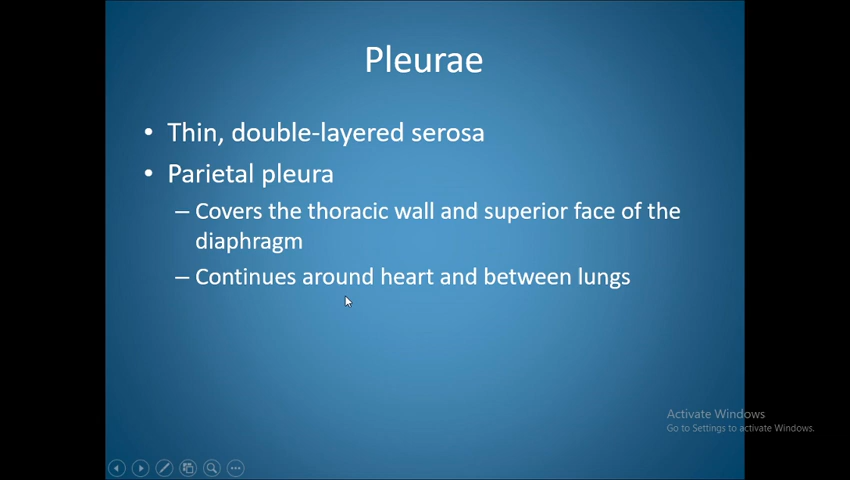 Pleurae
• Thin, double-layered serosa
• Parietal pleura
– Covers the thoracic wall and superior face of the
diaphragm
– Continues around heart and between lungs
Activate Windows
Go to Settings to activate Windows.